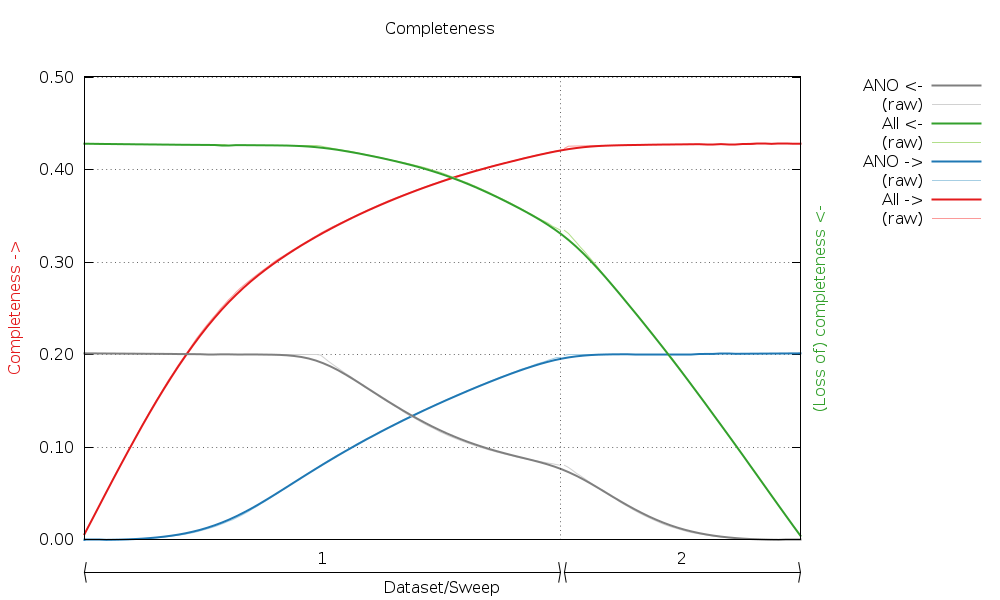 Completeness
0.50
0.40
0.30
0.20
0.10
0.00
Completeness ->
(Loss of) completeness <-
1
2
Dataset/Sweep
ANO <-
(raw)
All <-
(raw)
ANO ->
(raw)
All ->
(raw)